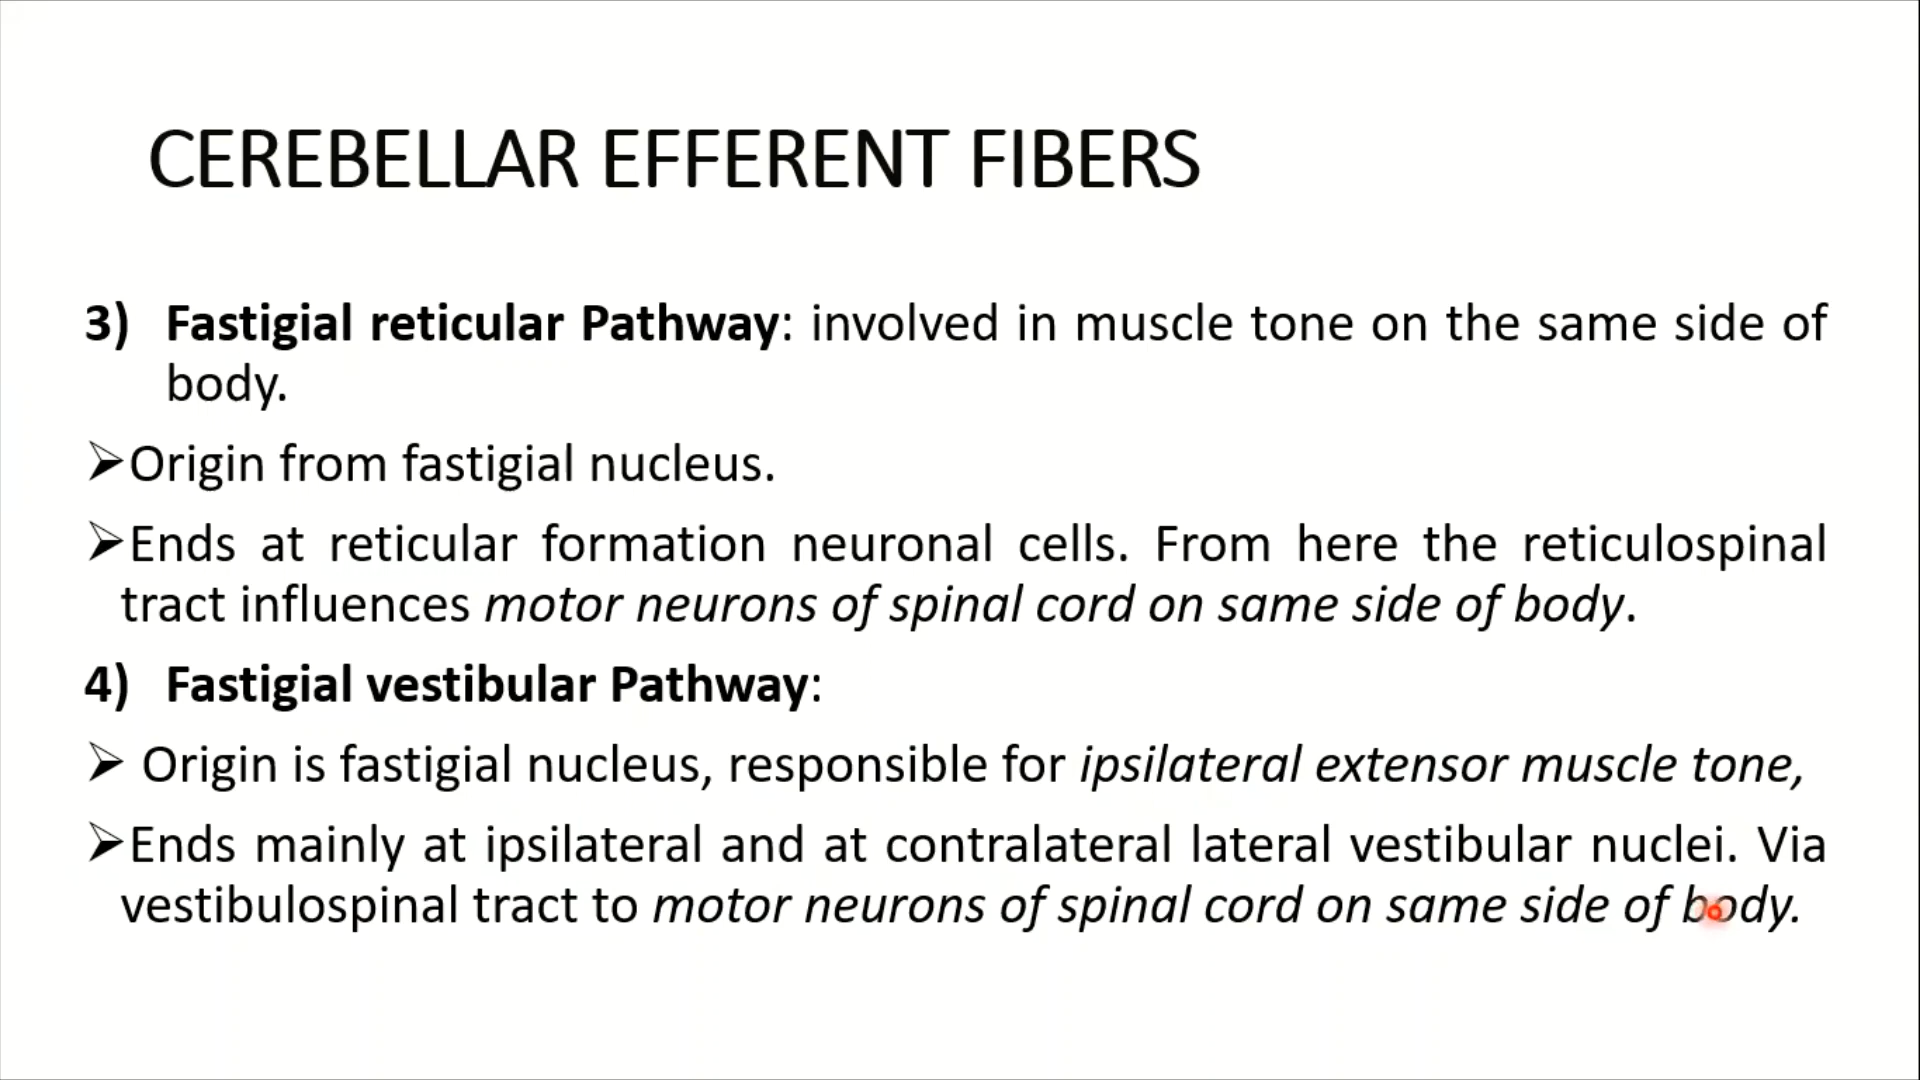 CEREBELLAR EFFERENT FIBERS
3) Fastigial reticular Pathway: involved in muscle tone on the same side of
body.
➢Origin from fastigial nucleus.
➢Ends at reticular formation neuronal cells. From here the reticulospinal
tract influences motor neurons of spinal cord on same side of body.
4) Fastigial vestibular Pathway:
➢ Origin is fastigial nucleus, responsible for ipsilateral extensor muscle tone,
➢Ends mainly at ipsilateral and at contralateral lateral vestibular nuclei. Via
vestibulospinal tract to motor neurons of spinal cord on same side of body.